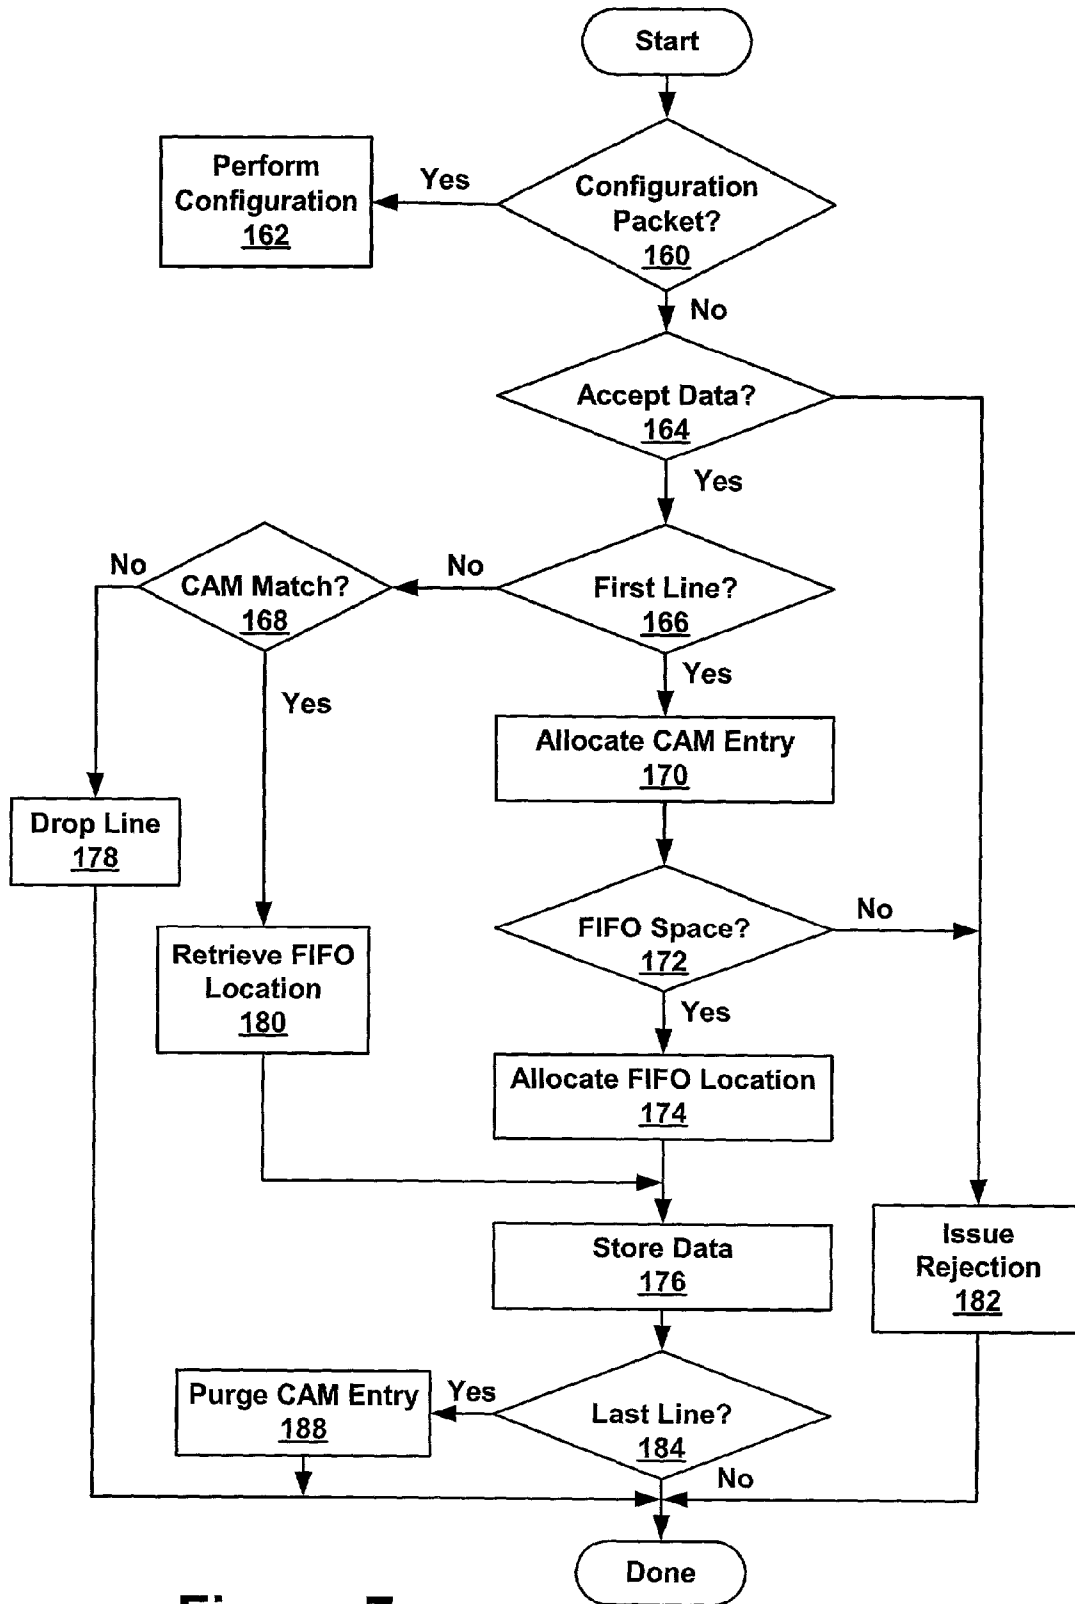 Start
Configuration
Packet?
160
Yes
Perform
Configuration
162
No
Accept Data?
164
Yes
First Line?
166
No
CAM Match?
168
No
Yes
Yes
Allocate CAM Entry
170
Drop Line
178
FIFO Space?
172
No
Retrieve FIFO
Location
180
Yes
Allocate FIFO Location
174
Store Data
176
Issue
Rejection
182
Last Line?
184
Yes
Purge CAM Entry
188
No
Done